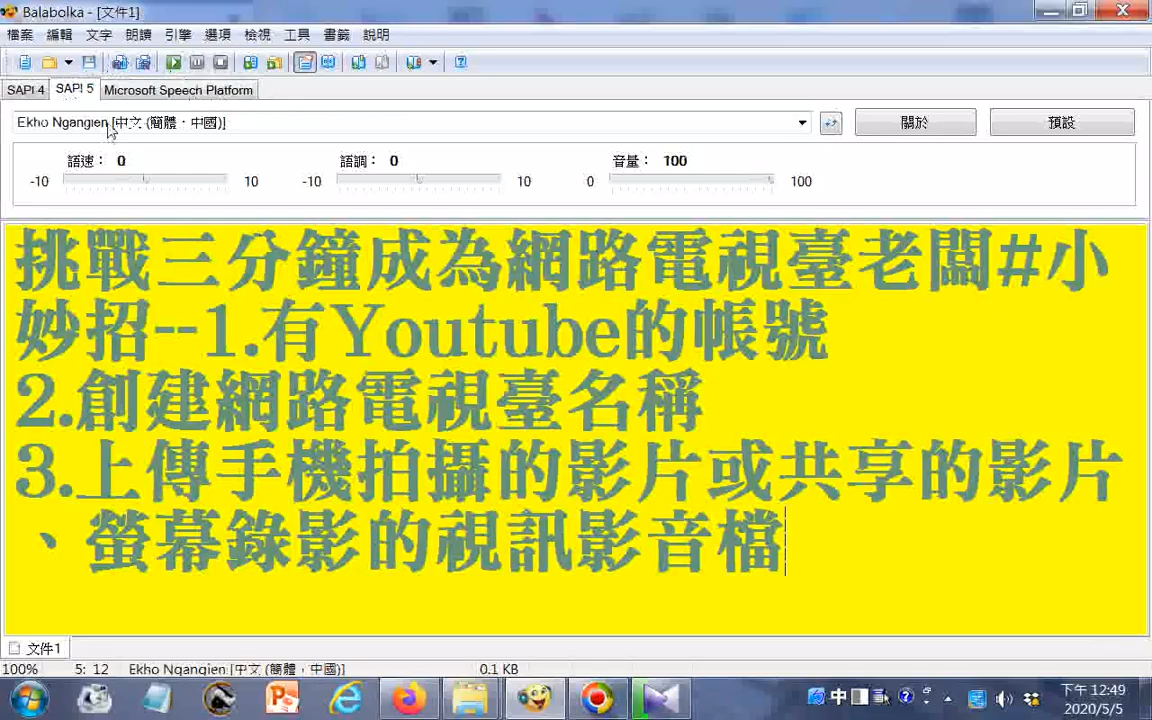 Balabolka - [文件1]
檔案 編輯 文字 朗讀 引擎 選項 檢視 工具 書籤 說明
SAPI 4 SAPI 5 Microsoft Speech Platform
Ekho Ngangien [中文 (簡體，中國)] 關於 預設
語速： 0 語調： 0 音量： 100
-10 10 -10 10 0 100
挑戰三分鐘成為網路電視臺老闆#小
妙招--1.有Youtube的帳號
2.創建網路電視臺名稱
3.上傳手機拍攝的影片或共享的影片
、螢幕錄影的視訊影音檔
文件1
100% 5: 12 Ekho Ngangien [中文 (簡體，中國)] 0.1 KB
中 下午 12:49
2020/5/5